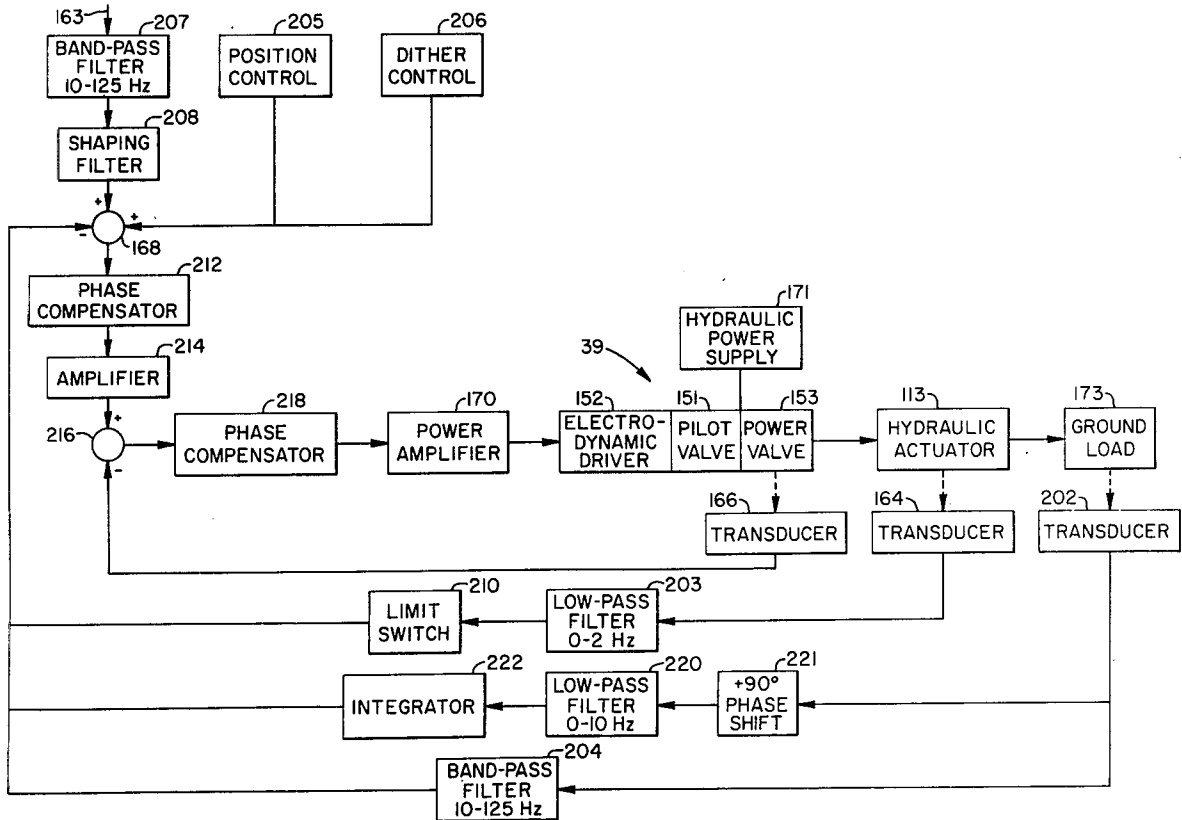 163
207
BAND-PASS
FILTER
10-125 Hz
205
POSITION
CONTROL
206
DITHER
CONTROL
208
SHAPING
FILTER
+
+
-
168
212
PHASE
COMPENSATOR
214
AMPLIFIER
+
216
-
218
PHASE
COMPENSATOR
170
POWER
AMPLIFIER
39
171
HYDRAULIC
POWER
SUPPLY
152
ELECTRO-
DYNAMIC
DRIVER
151
PILOT
VALVE
153
POWER
VALVE
113
HYDRAULIC
ACTUATOR
173
GROUND
LOAD
166
TRANSDUCER
164
TRANSDUCER
202
TRANSDUCER
210
LIMIT
SWITCH
203
LOW-PASS
FILTER
0-2 Hz
222
INTEGRATOR
220
LOW-PASS
FILTER
0-10 Hz
221
+90°
PHASE
SHIFT
204
BAND-PASS
FILTER
10-125 Hz